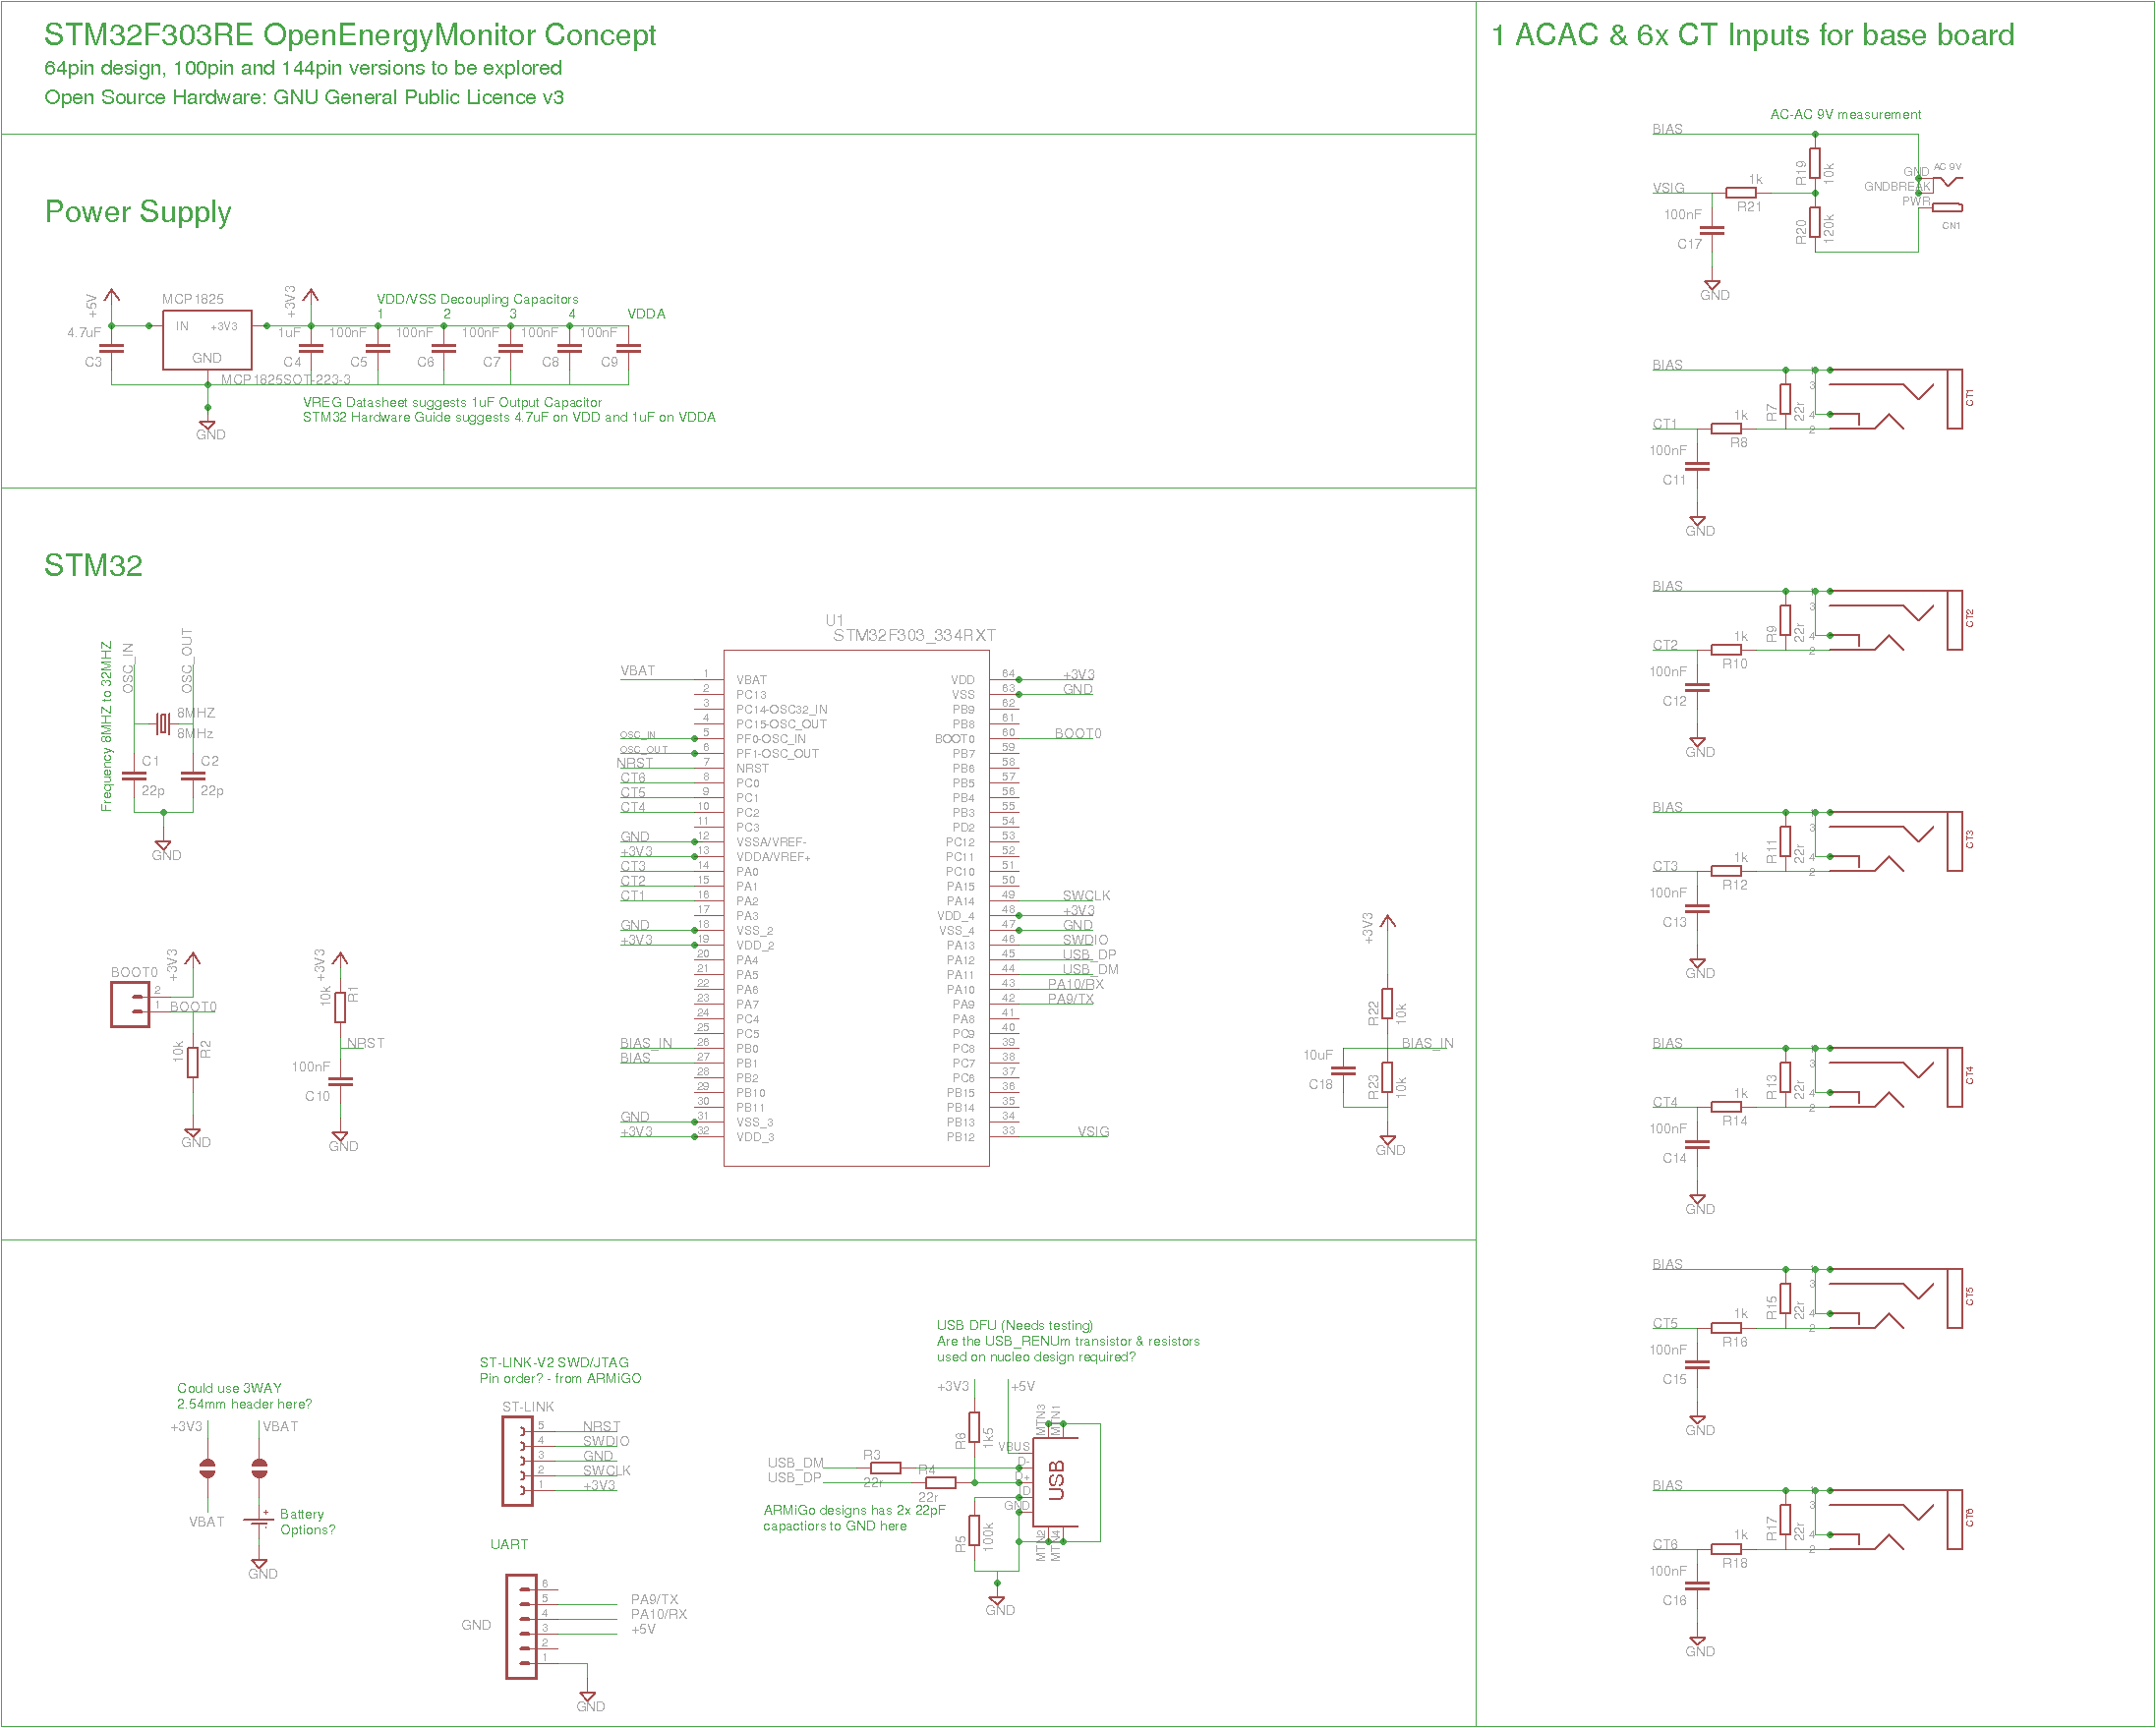 STM32F303RE OpenEnergyMonitor Concept
64pin design, 100pin and 144pin versions to be explored
Open Source Hardware: GNU General Public Licence v3
Power Supply
+5V
4.7uF
C3
MCP1825
IN
+3V3
GND
MCP1825SOT-223-3
GND
+3V3
1uF
C4
VDD/VSS Decoupling Capacitors
1
2
3
4
VDDA
100nF
C5
100nF
C6
100nF
C7
100nF
C8
100nF
C9
VREG Datasheet suggests 1uF Output Capacitor
STM32 Hardware Guide suggests 4.7uF on VDD and 1uF on VDDA
STM32
Frequency 8MHZ to 32MHZ
OSC_IN
OSC_OUT
8MHZ
8MHz
C1
22p
C2
22p
GND
BOOT0
2
1
+3V3
BOOT0
10k
R2
GND
+3V3
10k
R1
NRST
100nF
C10
GND
U1
STM32F303_334RXT
VBAT 1 VBAT
2 PC13
3 PC14-OSC32_IN
4 PC15-OSC_OUT
OSC_IN 5 PF0-OSC_IN
OSC_OUT 6 PF1-OSC_OUT
NRST 7 NRST
CT6 8 PC0
CT5 9 PC1
CT4 10 PC2
11 PC3
GND 12 VSSA/VREF-
+3V3 13 VDDA/VREF+
CT3 14 PA0
CT2 15 PA1
CT1 16 PA2
17 PA3
GND 18 VSS_2
+3V3 19 VDD_2
20 PA4
21 PA5
22 PA6
23 PA7
24 PC4
25 PC5
BIAS_IN 26 PB0
BIAS 27 PB1
28 PB2
29 PB10
30 PB11
GND 31 VSS_3
+3V3 32 VDD_3
VDD 64 +3V3
VSS 63 GND
PB9 62
PB8 61
BOOT0 60 BOOT0
PB7 59
PB6 58
PB5 57
PB4 56
PB3 55
PD2 54
PC12 53
PC11 52
PC10 51
PA15 50
PA14 49 SWCLK
VDD_4 48 +3V3
VSS_4 47 GND
PA13 46 SWDIO
PA12 45 USB_DP
PA11 44 USB_DM
PA10 43 PA10/RX
PA9 42 PA9/TX
PA8 41
PC9 40
PC8 39
PC7 38
PC6 37
PB15 36
PB14 35
PB13 34
PB12 33 VSIG
+3V3
R22
10k
BIAS_IN
10uF
C18
R23
10k
GND
Could use 3WAY
2.54mm header here?
+3V3
VBAT
VBAT
Battery
Options?
GND
ST-LINK-V2 SWD/JTAG
Pin order? - from ARMiGO
ST-LINK
5 NRST
4 SWDIO
3 GND
2 SWCLK
1 +3V3
UART
GND
6
5 PA9/TX
4 PA10/RX
3 +5V
2
1
GND
USB DFU (Needs testing)
Are the USB_RENUm transistor & resistors
used on nucleo design required?
+3V3
+5V
R6
1k5
MTN3
MTN1
VBUS
D-
D+
ID
GND
USB
MTN2
MTN4
USB_DM
R3
22r
USB_DP
R4
22r
ARMiGo designs has 2x 22pF
capactiors to GND here
R5
100k
GND
1 ACAC & 6x CT Inputs for base board
AC-AC 9V measurement
BIAS
R19
10k
GND
AC 9V
GNDBREAK
PWR
CN1
VSIG
1k
R21
100nF
C17
R20
120k
GND
BIAS
R7
22r
1
3
4
2
CT1
CT1
1k
R8
100nF
C11
GND
BIAS
R9
22r
1
3
4
2
CT2
CT2
1k
R10
100nF
C12
GND
BIAS
R11
22r
1
3
4
2
CT3
CT3
1k
R12
100nF
C13
GND
BIAS
R13
22r
1
3
4
2
CT4
CT4
1k
R14
100nF
C14
GND
BIAS
R15
22r
1
3
4
2
CT5
CT5
1k
R16
100nF
C15
GND
BIAS
R17
22r
1
3
4
2
CT6
CT6
1k
R18
100nF
C16
GND